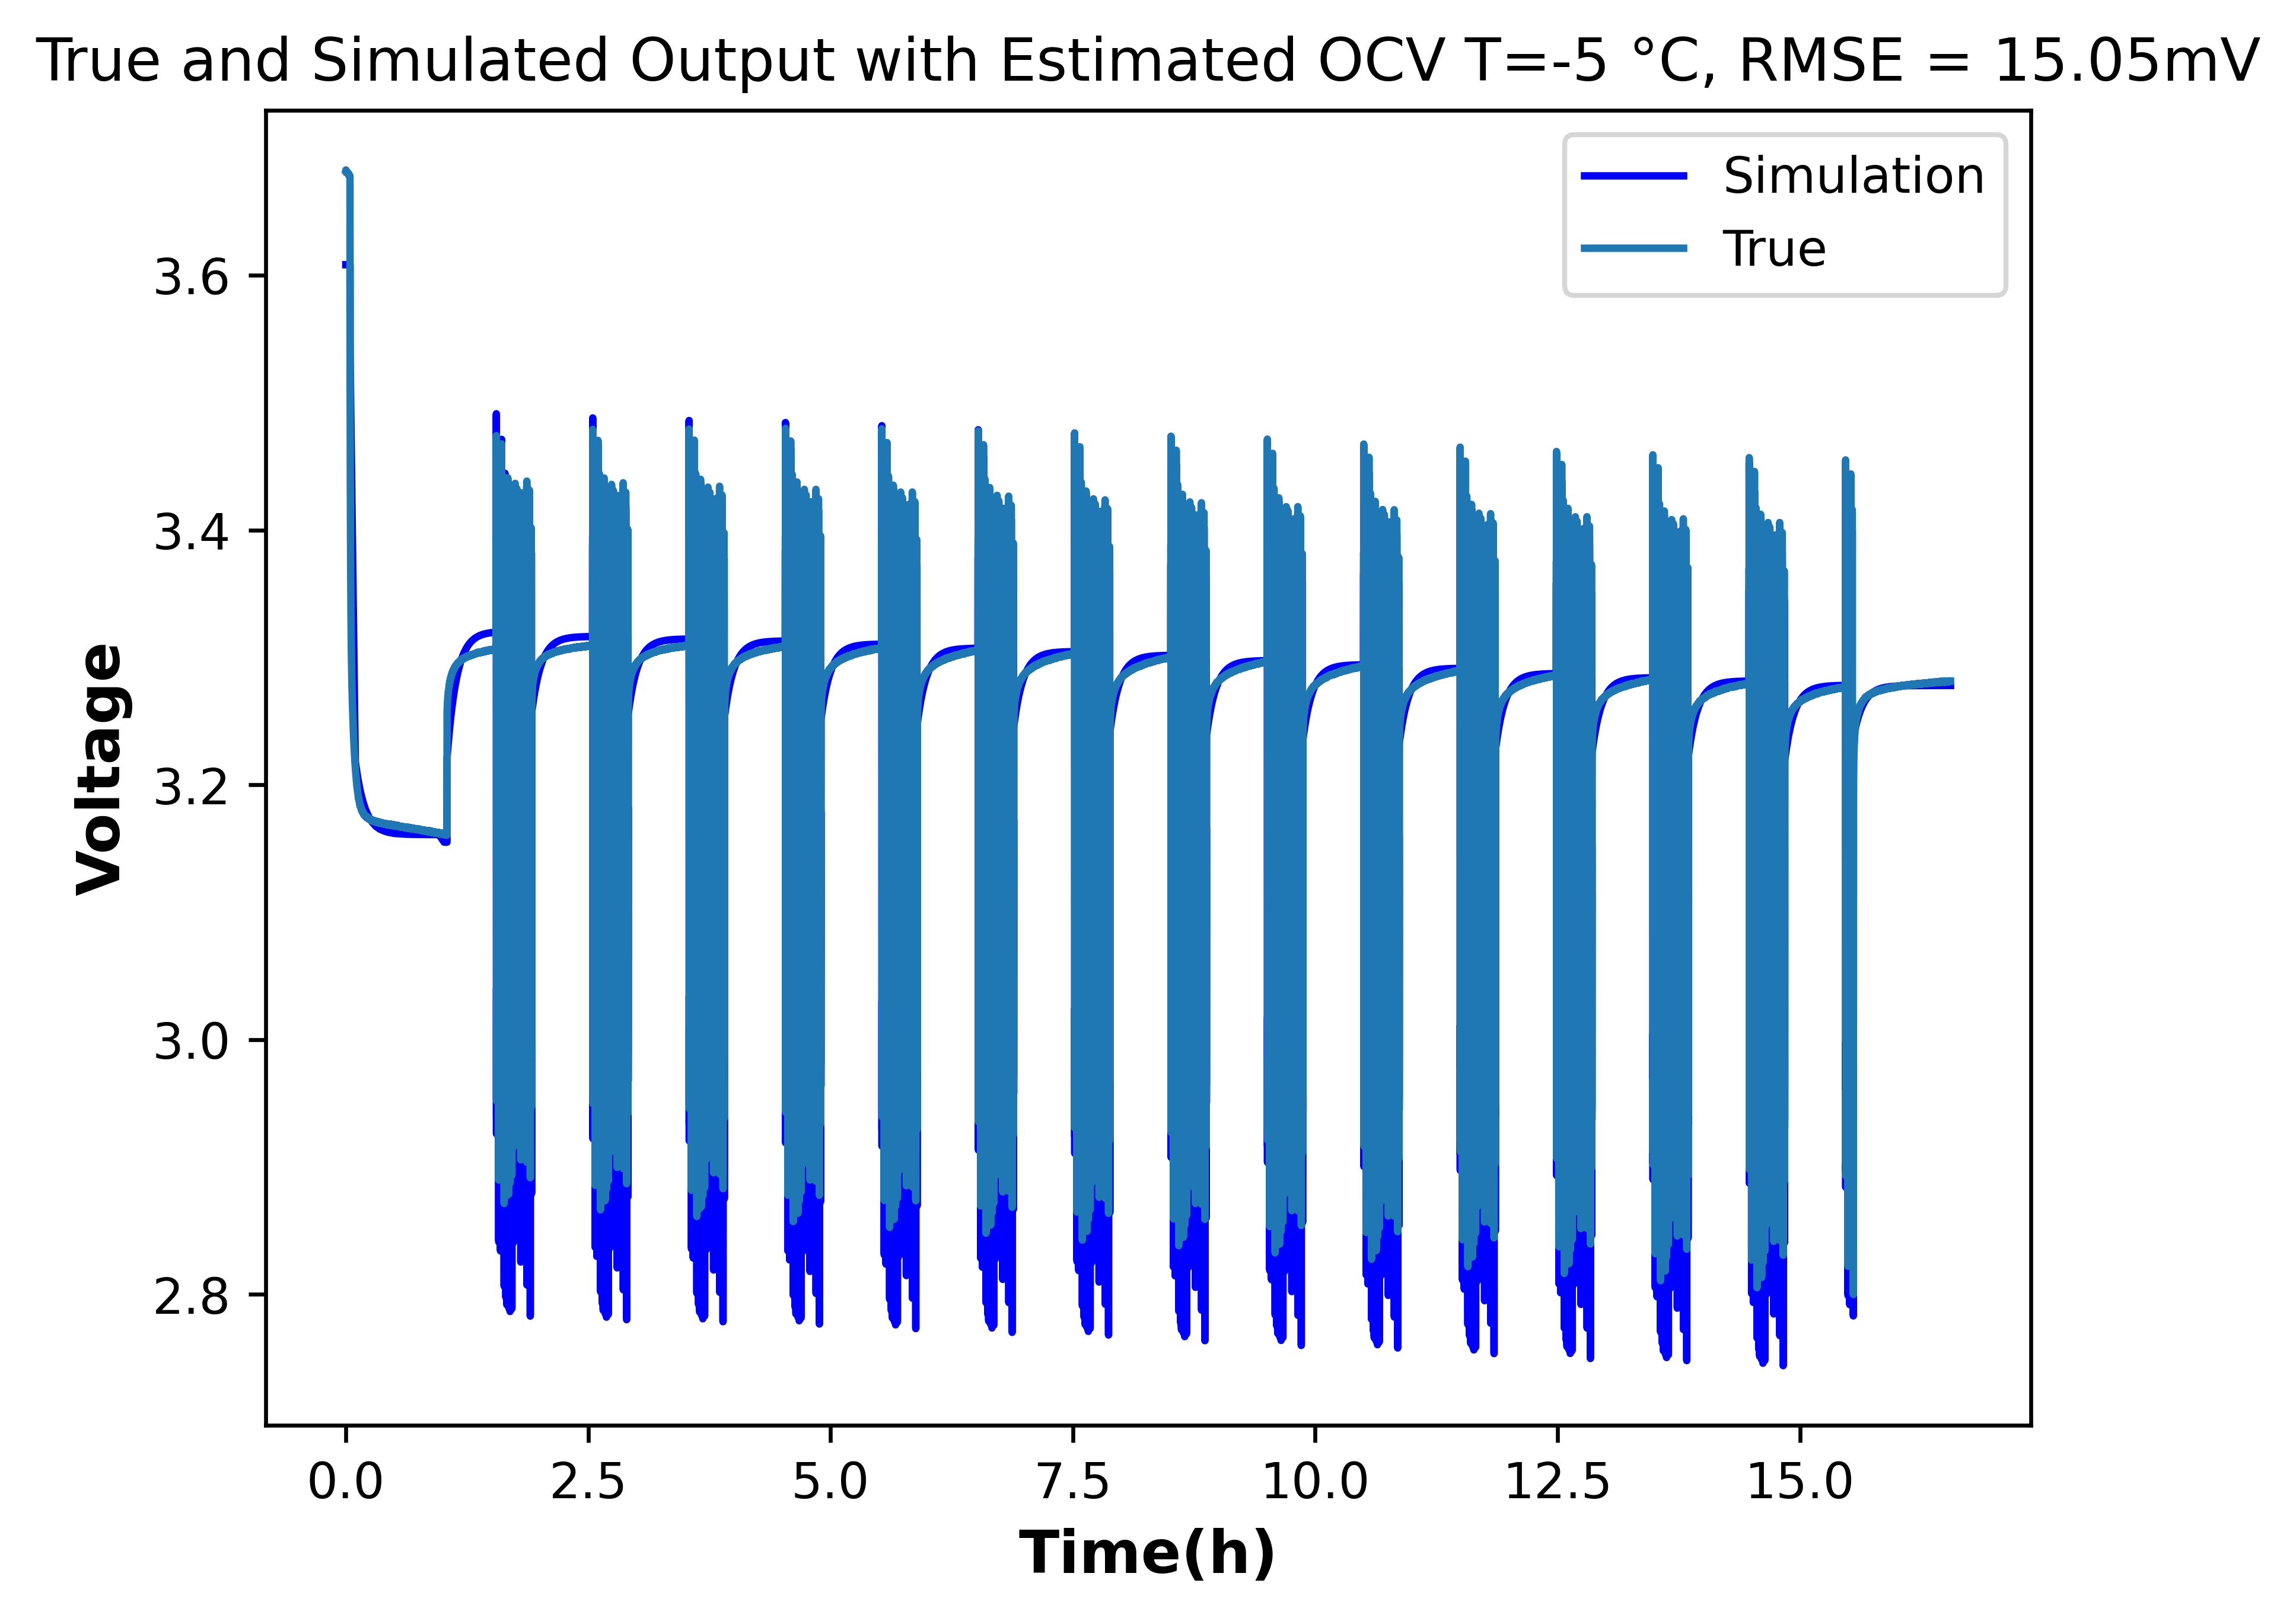 True and Simulated Output with Estimated OCV T=-5 °C, RMSE = 15.05mV
Simulation
True
3.6
3.4
3.2
3.0
2.8
Voltage
0.0 2.5 5.0 7.5 10.0 12.5 15.0
Time(h)